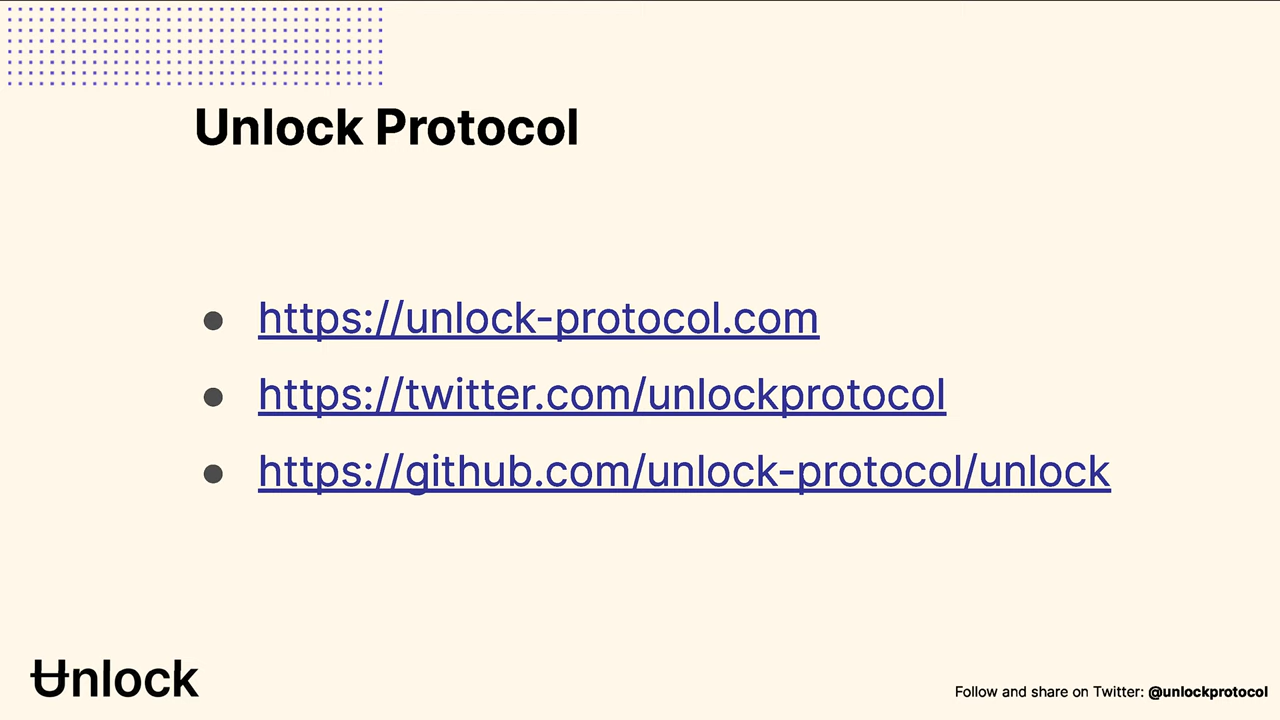 Unlock Protocol
https://unlock-protocol.com
https://twitter.com/unlockprotocol
https://github.com/unlock-protocol/unlock
Unlock
Follow and share on Twitter: @unlockprotocol